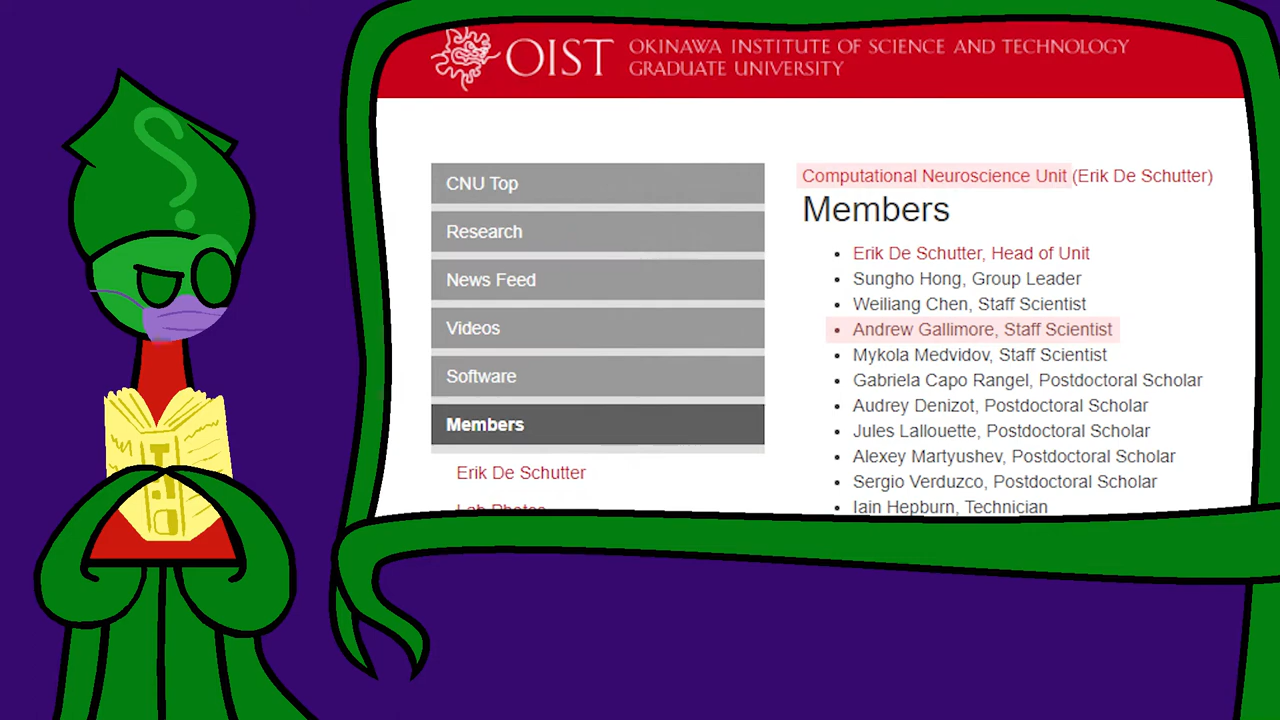 OIST
OKINAWA INSTITUTE OF SCIENCE AND TECHNOLOGY
GRADUATE UNIVERSITY
CNU Top
Research
News Feed
Videos
Software
Members
Erik De Schutter
Lab Photos
Computational Neuroscience Unit (Erik De Schutter)
Members
• Erik De Schutter, Head of Unit
• Sungho Hong, Group Leader
• Weiliang Chen, Staff Scientist
• Andrew Gallimore, Staff Scientist
• Mykola Medvidov, Staff Scientist
• Gabriela Capo Rangel, Postdoctoral Scholar
• Audrey Denizot, Postdoctoral Scholar
• Jules Lallouette, Postdoctoral Scholar
• Alexey Martyushev, Postdoctoral Scholar
• Sergio Verduzco, Postdoctoral Scholar
• Iain Hepburn, Technician
?